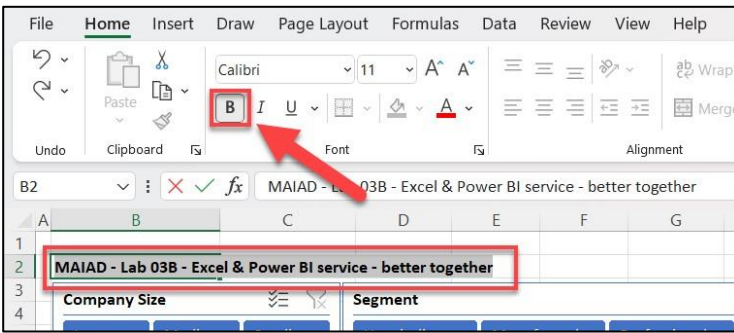 File Home Insert Draw Page Layout Formulas Data Review View Help
Calibri 11 A A
ab Wrap
Paste
B I U A
Merge
Undo Clipboard Font Alignment
B2 fx MAIAD - Lab 03B - Excel & Power BI service - better together
A B C D E F G
1
2 MAIAD - Lab 03B - Excel & Power BI service - better together
3 Company Size Segment
4